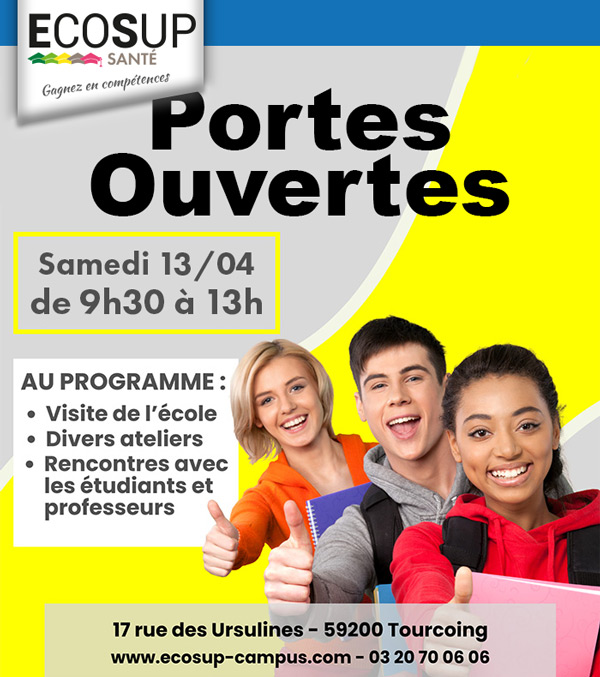 ECOSUP
SANTÉ
Gagnez en compétences
Portes
Ouvertes
Samedi 13/04
de 9h30 à 13h
AU PROGRAMME :
• Visite de l'école
• Divers ateliers
• Rencontres avec
les étudiants et
professeurs
17 rue des Ursulines - 59200 Tourcoing
www.ecosup-campus.com - 03 20 70 06 06